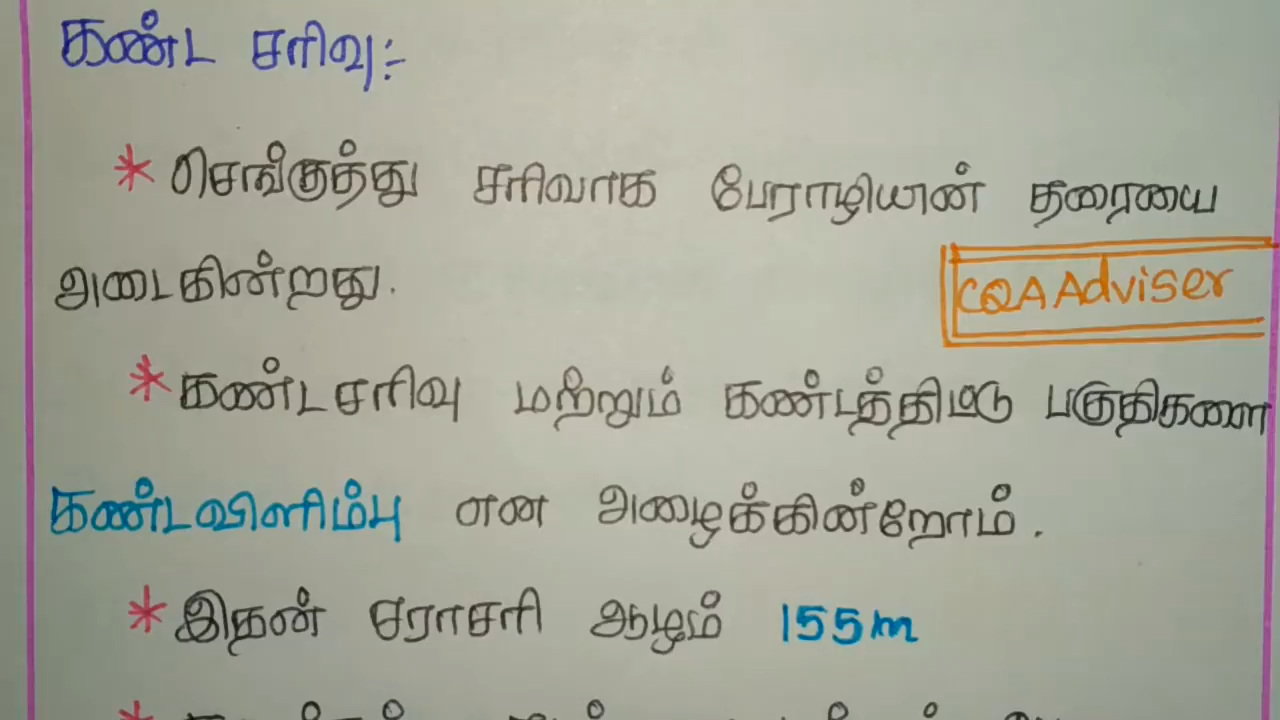 கண்ட சரிவு:-
* செங்குத்து சரிவாக பேராழியின் தரையை
அடைகின்றது.
CQA Adviser
* கண்டசரிவு மற்றும் கண்டத்திட்டு பகுதிகளை
கண்டவிளிம்பு என அழைக்கின்றோம்.
* இதன் சராசரி ஆழம் 155m